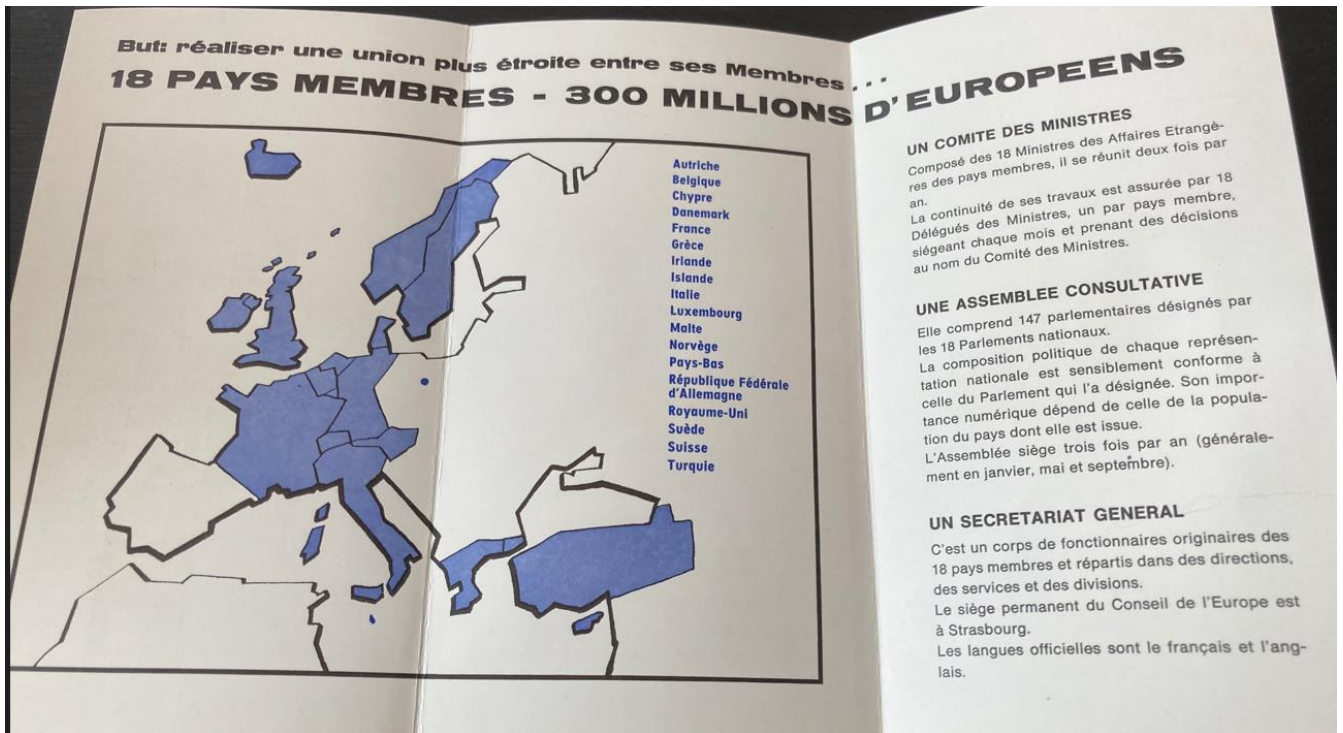 But: réaliser une union plus étroite entre ses Membres...
18 PAYS MEMBRES - 300 MILLIONS D'EUROPEENS
Autriche
Belgique
Chypre
Danemark
France
Grèce
Irlande
Islande
Italie
Luxembourg
Malte
Norvège
Pays-Bas
République Fédérale
d'Allemagne
Royaume-Uni
Suède
Suisse
Turquie
UN COMITE DES MINISTRES
Composé des 18 Ministres des Affaires Etrangè-
res des pays membres, il se réunit deux fois par
an.
La continuité de ses travaux est assurée par 18
Délégués des Ministres, un par pays membre,
siégeant chaque mois et prenant des décisions
au nom du Comité des Ministres.
UNE ASSEMBLEE CONSULTATIVE
Elle comprend 147 parlementaires désignés par
les 18 Parlements nationaux.
La composition politique de chaque représen-
tation nationale est sensiblement conforme à
celle du Parlement qui l'a désignée. Son impor-
tance numérique dépend de celle de la popula-
tion du pays dont elle est issue.
L'Assemblée siège trois fois par an (générale-
ment en janvier, mai et septembre).
UN SECRETARIAT GENERAL
C'est un corps de fonctionnaires originaires des
18 pays membres et répartis dans des directions,
des services et des divisions.
Le siège permanent du Conseil de l'Europe est
à Strasbourg.
Les langues officielles sont le français et l'ang-
lais.